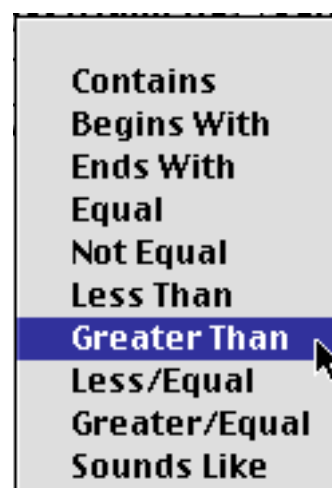 Contains
Begins With
Ends With
Equal
Not Equal
Less Than
Greater Than
Less/Equal
Greater/Equal
Sounds Like